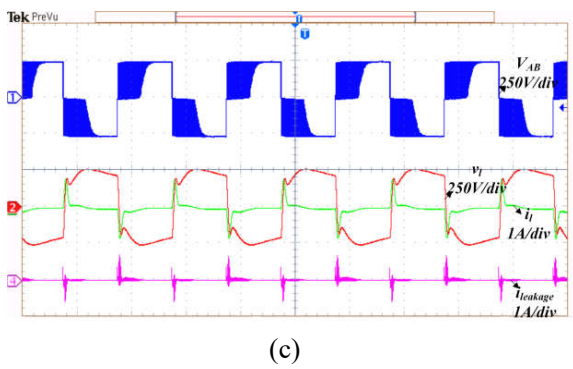 Tek PreVu
T
T
1
V_AB
250V/div
v_l
250V/div
2
i_l
1A/div
4
i_leakage
1A/div
(c)